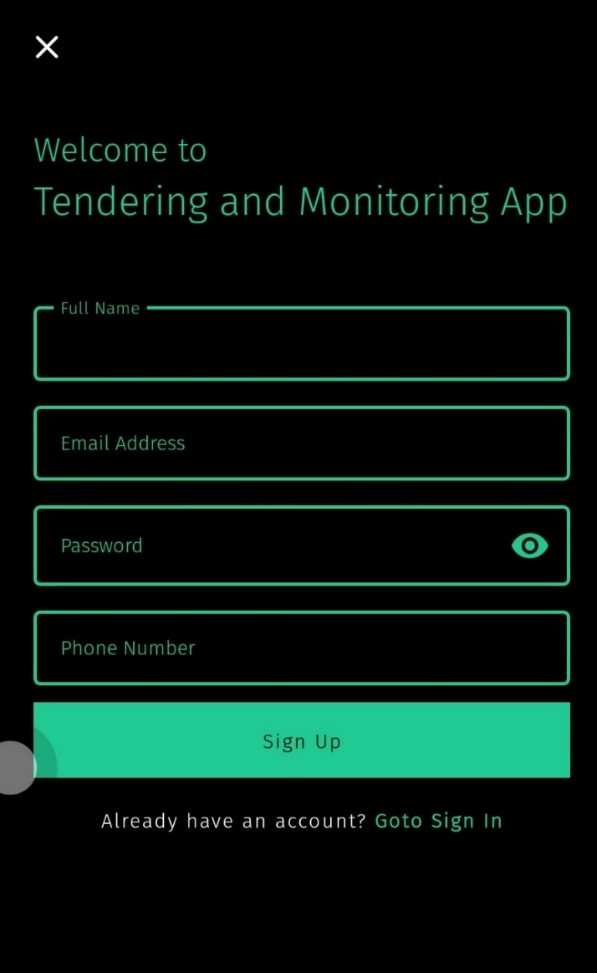 Welcome to
Tendering and Monitoring App
Full Name
Email Address
Password
Phone Number
Sign Up
Already have an account? Goto Sign In